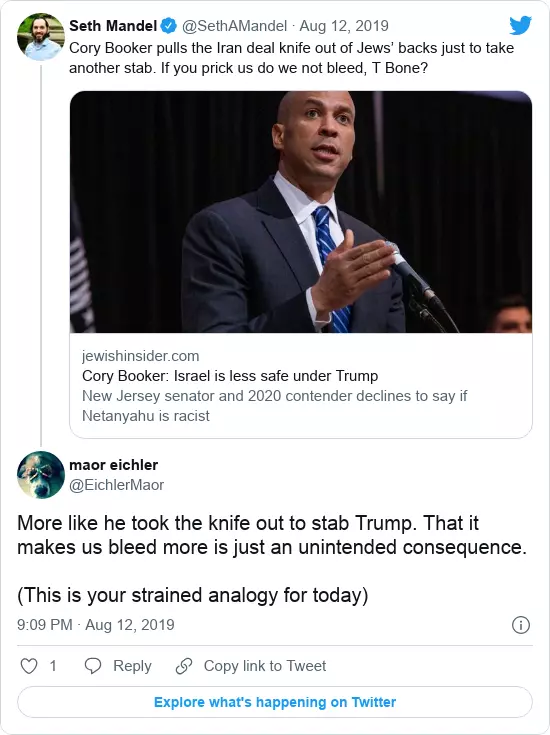 Seth Mandel @SethAMandel · Aug 12, 2019
Cory Booker pulls the Iran deal knife out of Jews’ backs just to take
another stab. If you prick us do we not bleed, T Bone?
jewishinsider.com
Cory Booker: Israel is less safe under Trump
New Jersey senator and 2020 contender declines to say if
Netanyahu is racist
maor eichler
@EichlerMaor
More like he took the knife out to stab Trump. That it
makes us bleed more is just an unintended consequence.
(This is your strained analogy for today)
9:09 PM · Aug 12, 2019
1 Reply Copy link to Tweet
Explore what's happening on Twitter